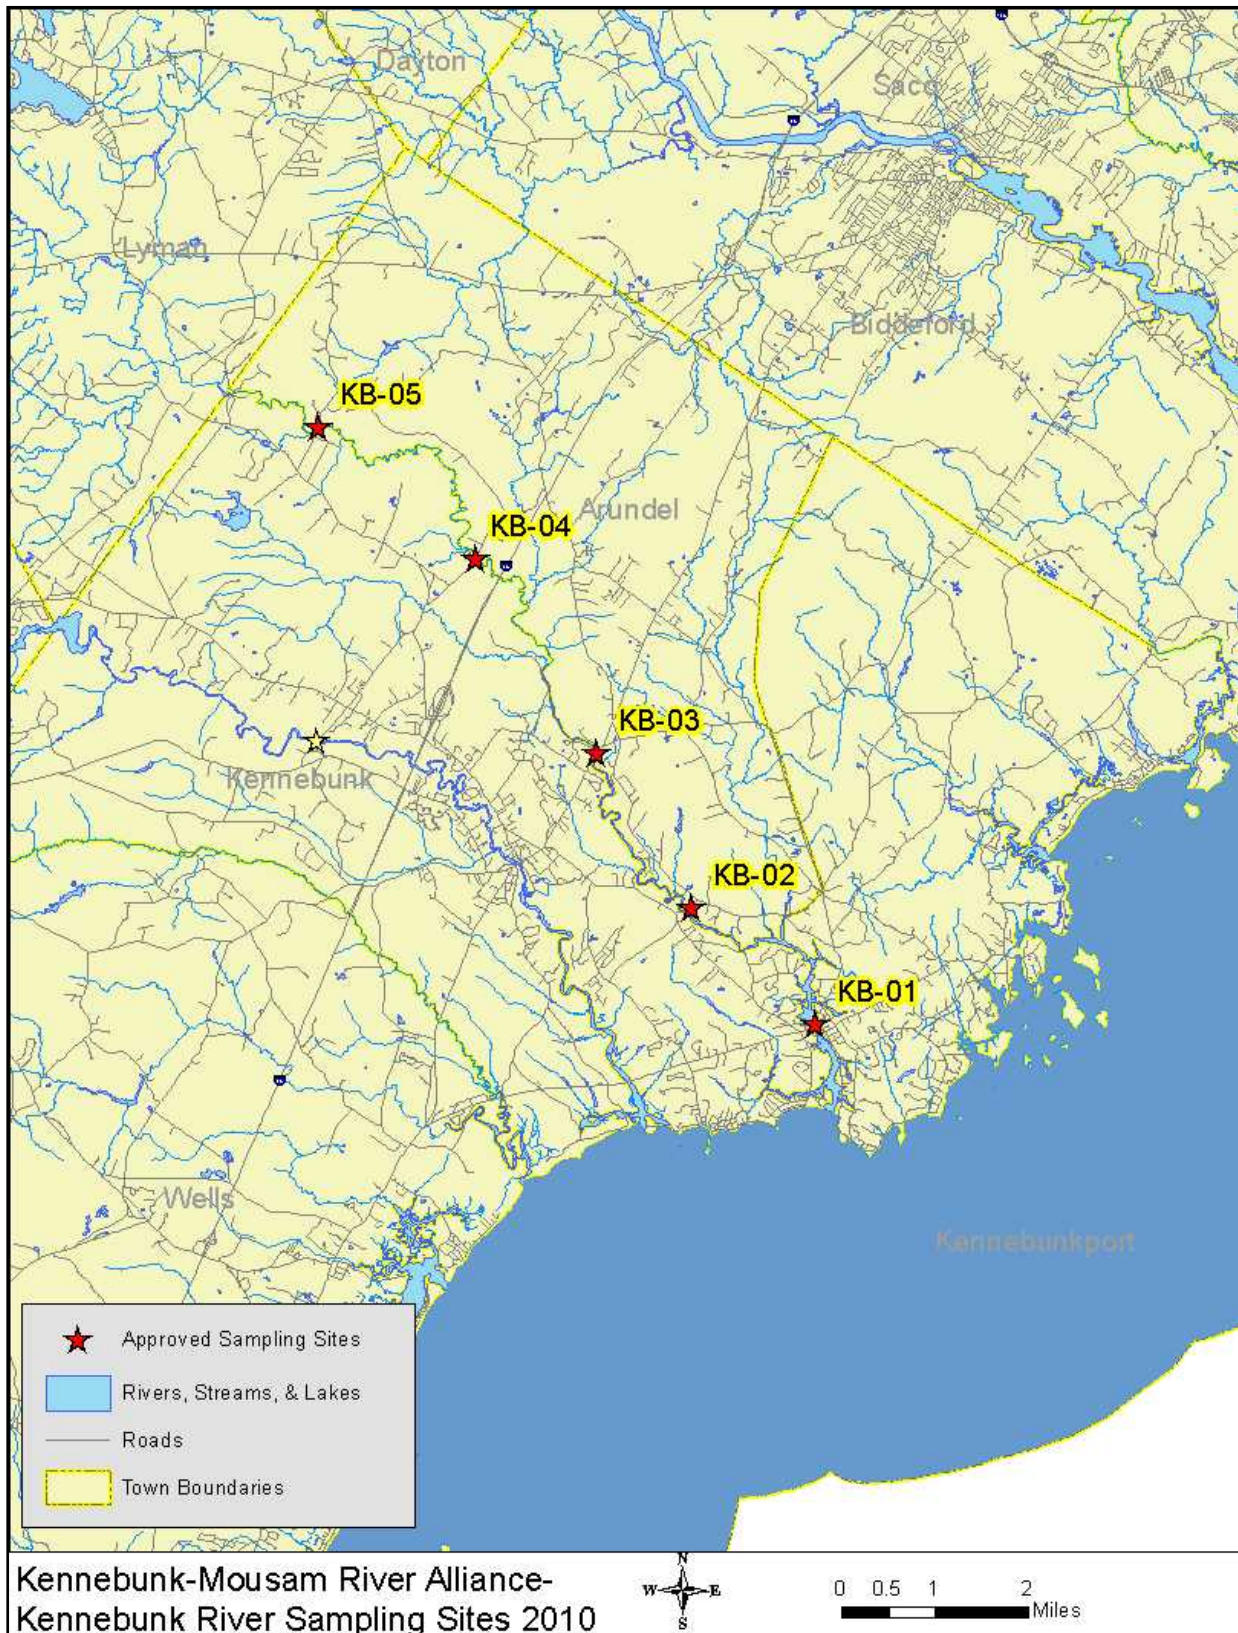 Dayton
Saco
Lyman
Biddeford
KB-05
Arundel
KB-04
KB-03
Kennebunk
KB-02
KB-01
Wells
Kennebunkport
Approved Sampling Sites
Rivers, Streams, & Lakes
Roads
Town Boundaries
Kennebunk-Mousam River Alliance-
Kennebunk River Sampling Sites 2010
N
W E
S
0 0.5 1 2
Miles